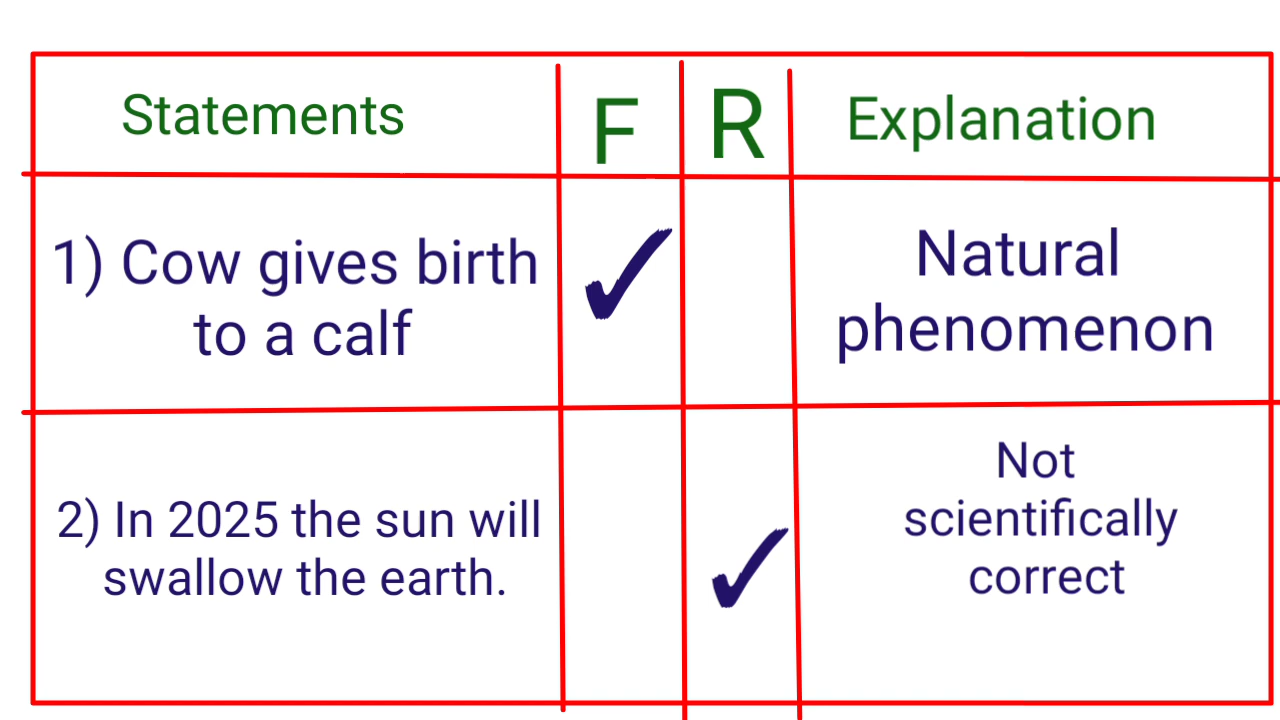 Statements F R Explanation
1) Cow gives birth
to a calf
✓
Natural
phenomenon
2) In 2025 the sun will
swallow the earth.
✓
Not
scientifically
correct